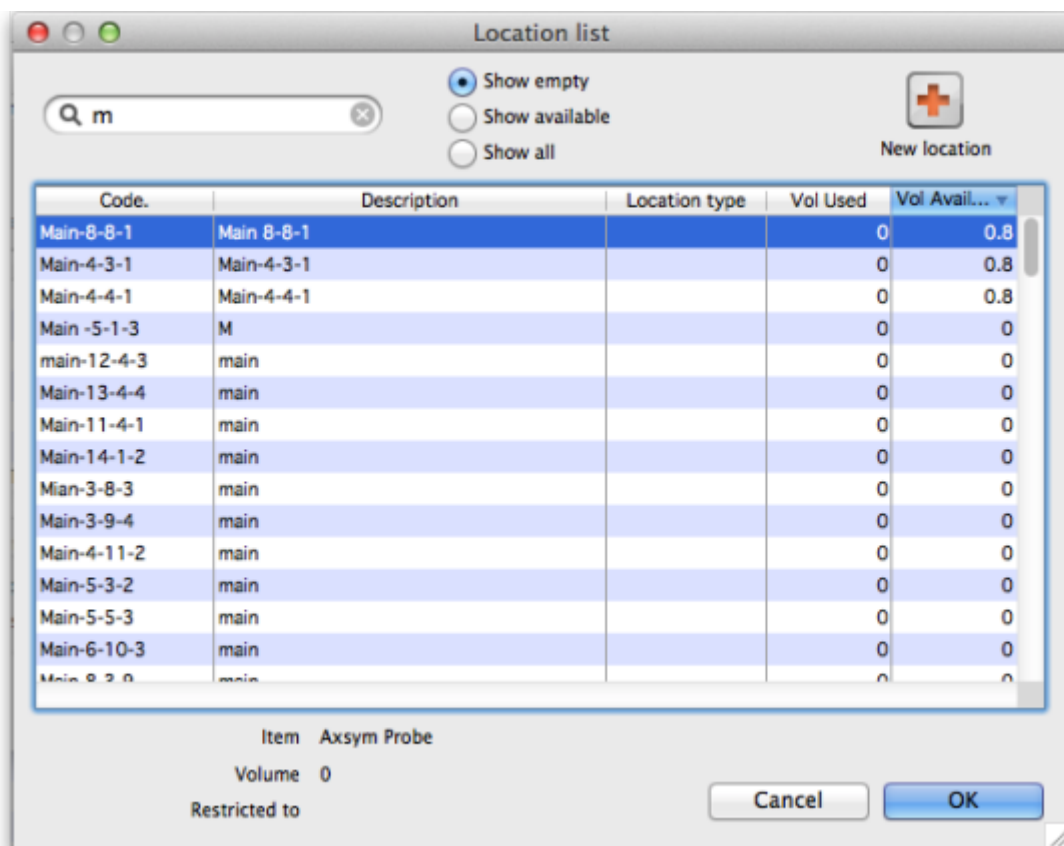 Location list
m
Show empty
Show available
Show all
New location
Code. Description Location type Vol Used Vol Avail...
Main-8-8-1 Main 8-8-1 0 0.8
Main-4-3-1 Main-4-3-1 0 0.8
Main-4-4-1 Main-4-4-1 0 0.8
Main -5-1-3 M 0 0
main-12-4-3 main 0 0
Main-13-4-4 main 0 0
Main-11-4-1 main 0 0
Main-14-1-2 main 0 0
Mian-3-8-3 main 0 0
Main-3-9-4 main 0 0
Main-4-11-2 main 0 0
Main-5-3-2 main 0 0
Main-5-5-3 main 0 0
Main-6-10-3 main 0 0
main 0 0
Item Axsym Probe
Volume 0
Restricted to
Cancel OK